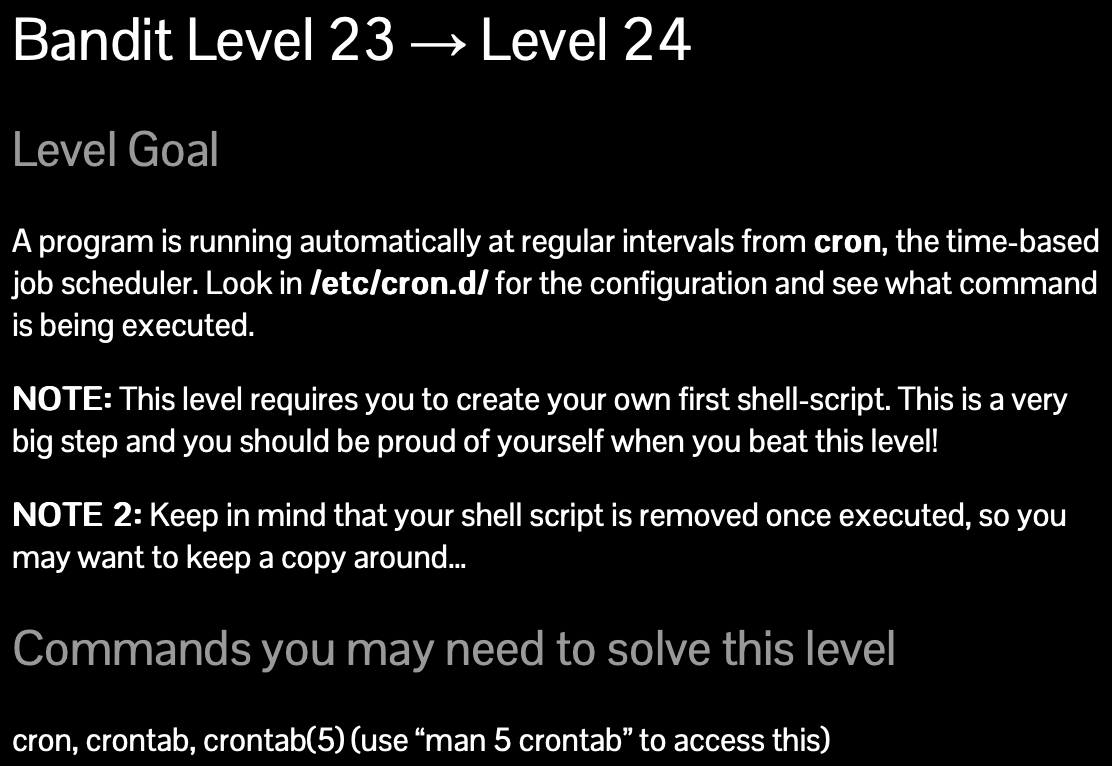 Bandit Level 23 → Level 24
Level Goal
A program is running automatically at regular intervals from cron, the time-based
job scheduler. Look in /etc/cron.d/ for the configuration and see what command
is being executed.
NOTE: This level requires you to create your own first shell-script. This is a very
big step and you should be proud of yourself when you beat this level!
NOTE 2: Keep in mind that your shell script is removed once executed, so you
may want to keep a copy around…
Commands you may need to solve this level
cron, crontab, crontab(5) (use “man 5 crontab” to access this)